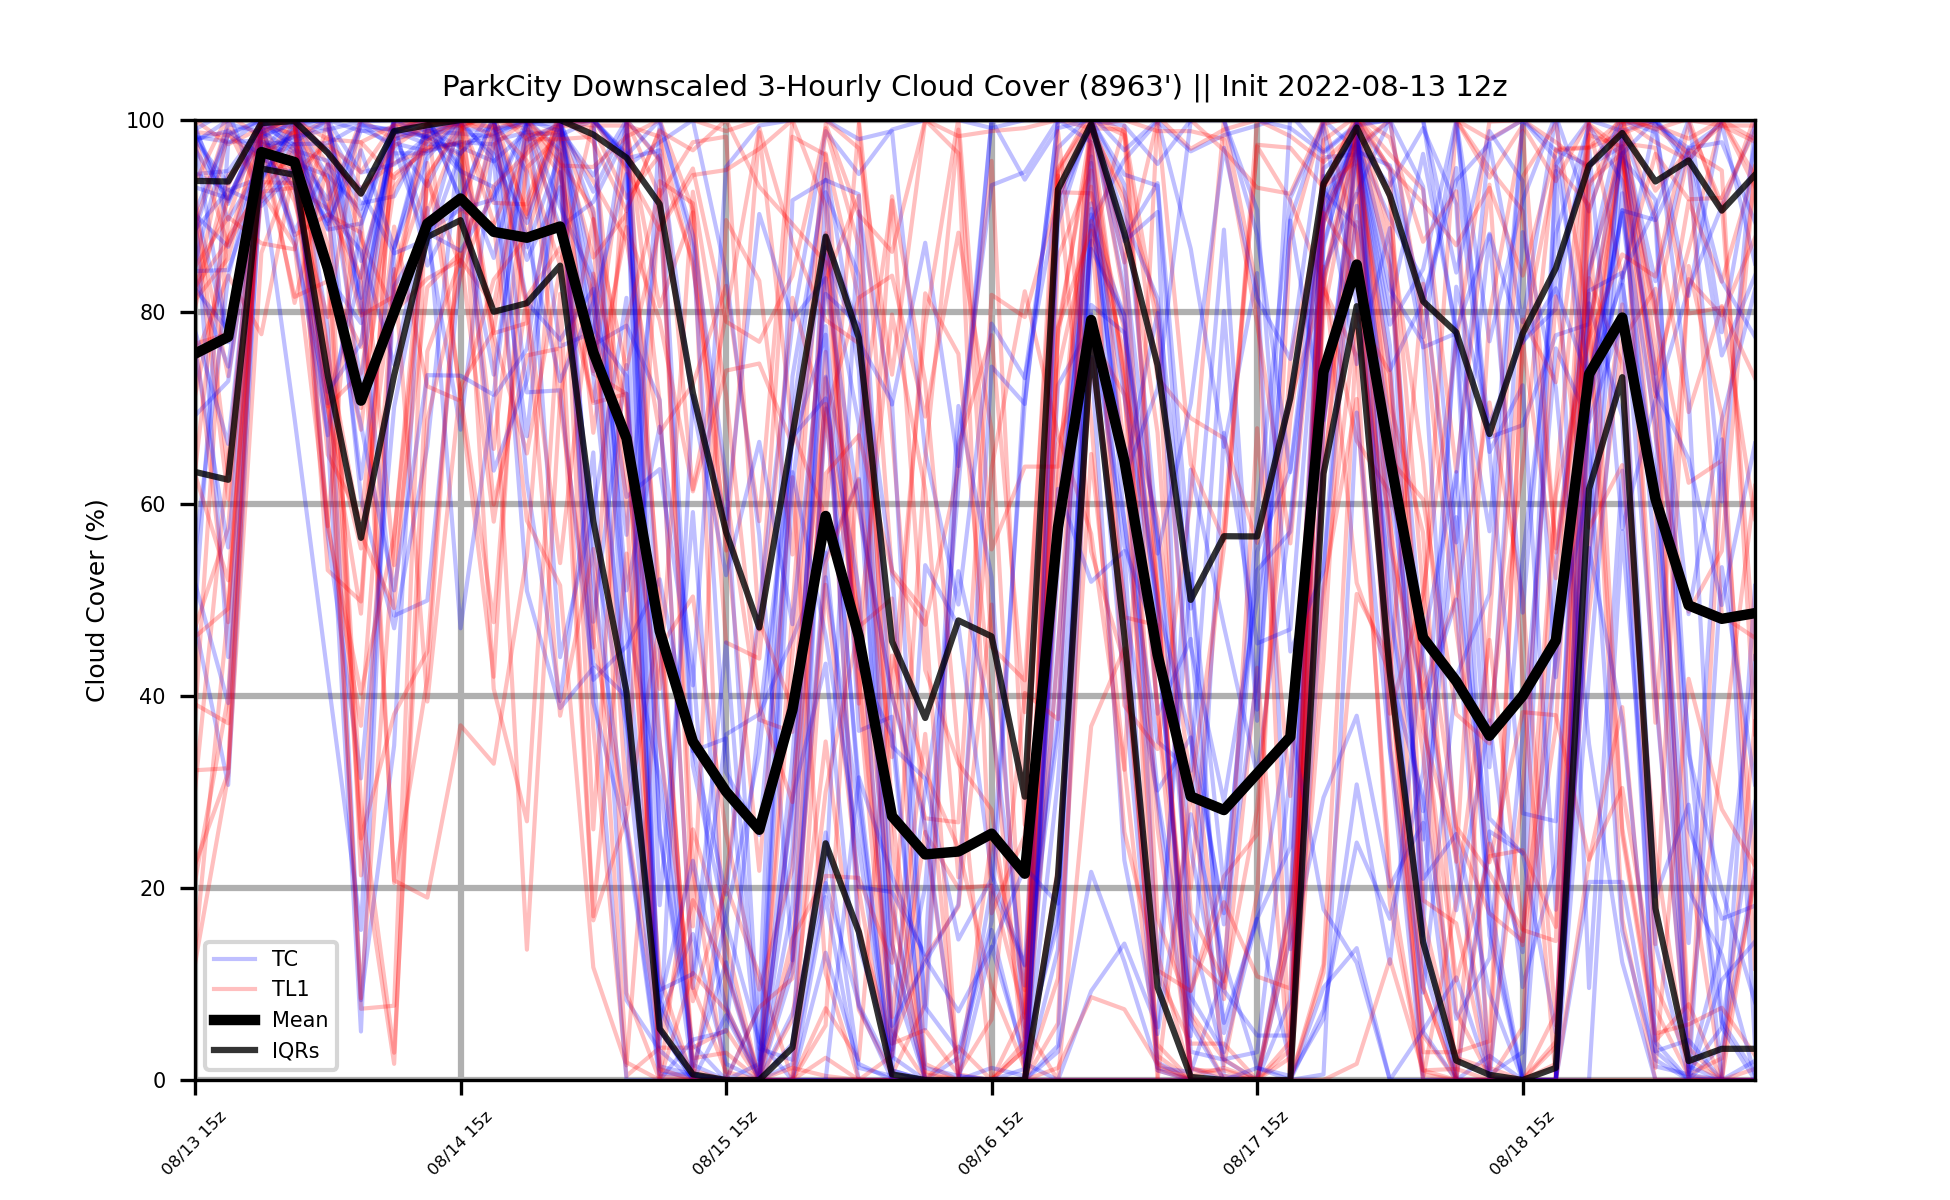 ParkCity Downscaled 3-Hourly Cloud Cover (8963') || Init 2022-08-13 12z
Cloud Cover (%)
100
80
60
40
20
0
TC
TL1
Mean
IQRs
08/13 15z
08/14 15z
08/15 15z
08/16 15z
08/17 15z
08/18 15z